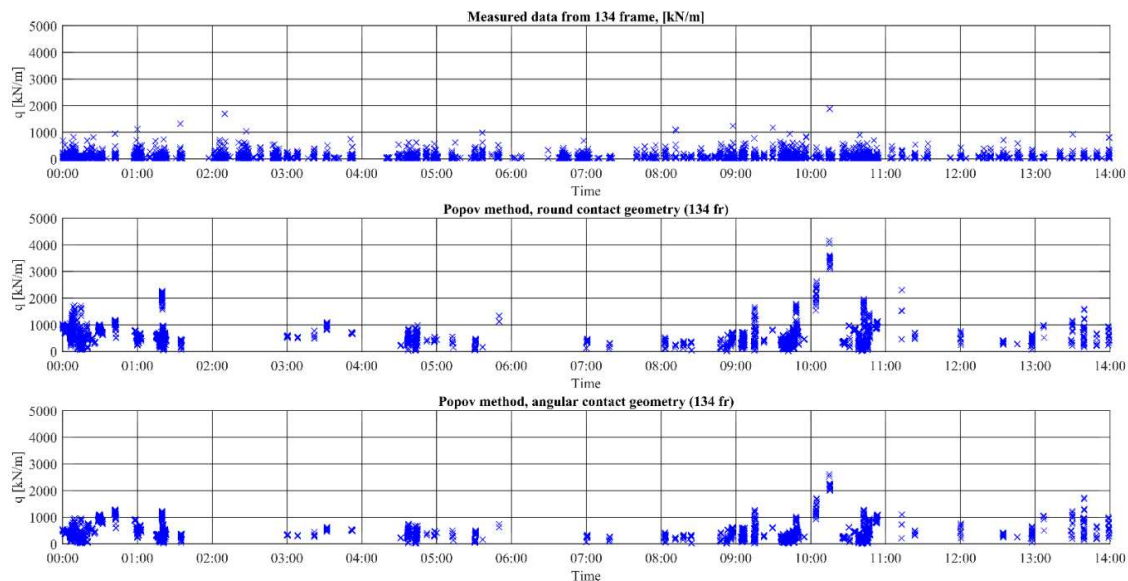 Measured data from 134 frame, [kN/m]
5000
4000
3000
2000
1000
0
q [kN/m]
00:00 01:00 02:00 03:00 04:00 05:00 06:00 07:00 08:00 09:00 10:00 11:00 12:00 13:00 14:00
Time
Popov method, round contact geometry (134 fr)
5000
4000
3000
2000
1000
0
q [kN/m]
00:00 01:00 02:00 03:00 04:00 05:00 06:00 07:00 08:00 09:00 10:00 11:00 12:00 13:00 14:00
Time
Popov method, angular contact geometry (134 fr)
5000
4000
3000
2000
1000
0
q [kN/m]
00:00 01:00 02:00 03:00 04:00 05:00 06:00 07:00 08:00 09:00 10:00 11:00 12:00 13:00 14:00
Time